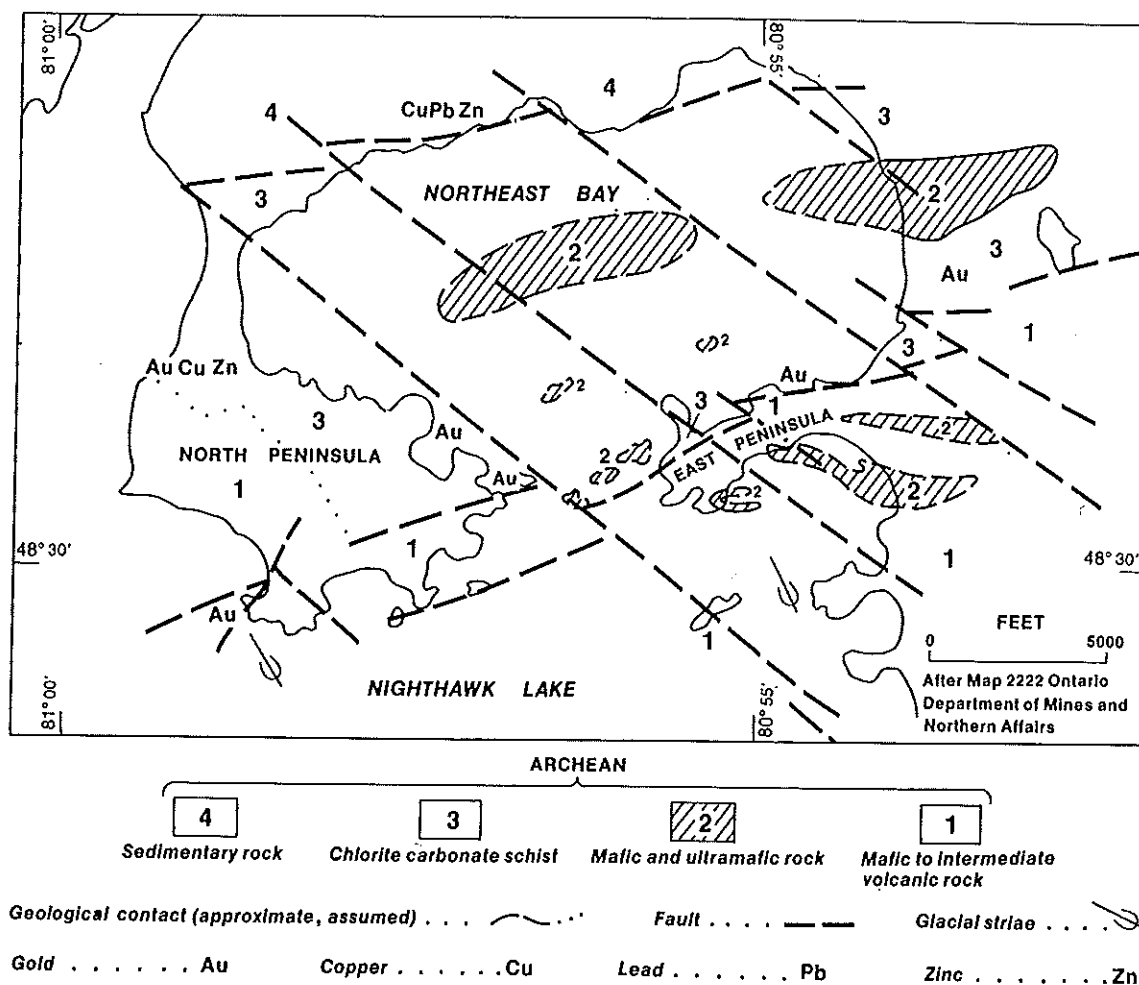 81° 00'
80° 55'
4
4
CuPb Zn
3
3
NORTHEAST BAY
2
2
3
Au
1
2
3
Au Cu Zn
Au
2
3
1
3
Au
EAST PENINSULA
2
NORTH PENINSULA
S
2
Au
2
2
1
1
48° 30'
1
48° 30'
Au
1
FEET
0 5000
NIGHTHAWK LAKE
After Map 2222 Ontario
Department of Mines and
Northern Affairs
81° 00'
80° 55'
ARCHEAN
4
3
2
1
Sedimentary rock
Chlorite carbonate schist
Mafic and ultramafic rock
Mafic to intermediate
volcanic rock
Geological contact (approximate, assumed) . . . .
Fault . . . .
Glacial striae . . . .
Gold . . . . . . Au
Copper . . . . . . Cu
Lead . . . . . . Pb
Zinc . . . . . . . Zn